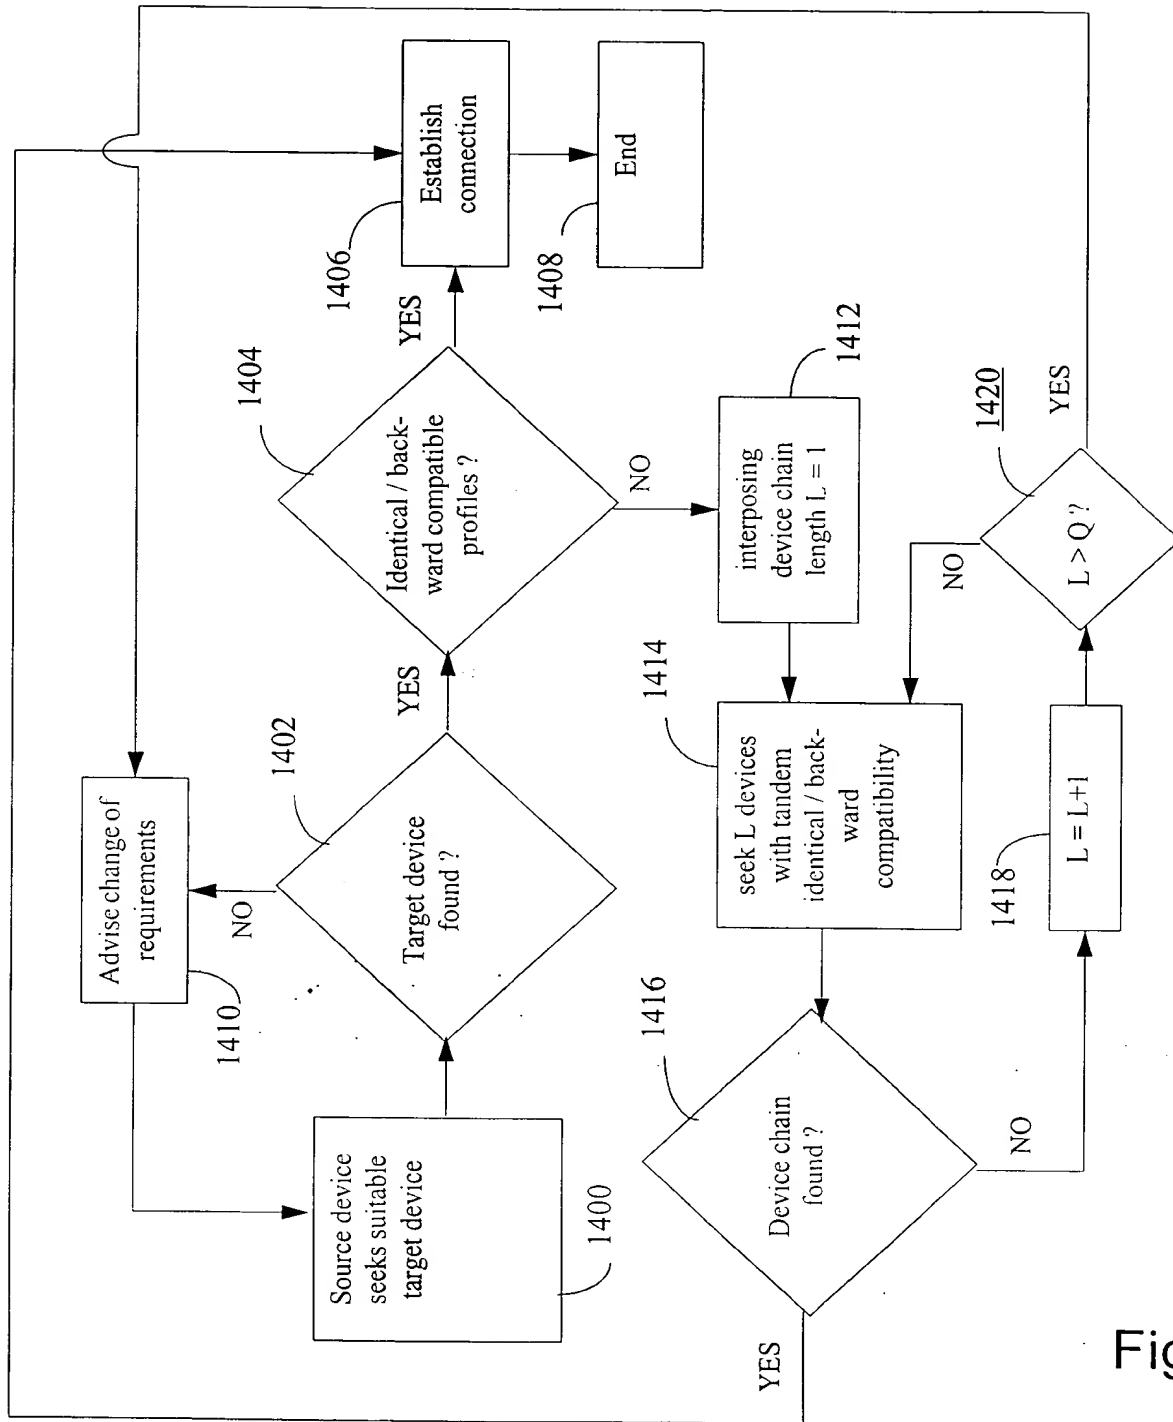 Source device
seeks suitable
target device
1400
Target device
found ?
1402
YES
NO
Advise change of
requirements
1410
Identical / back-
ward compatible
profiles ?
1404
YES
NO
Establish
connection
1406
End
1408
interposing
device chain
length L = 1
1412
seek L devices
with tandem
identical / back-
ward
compatibility
1414
Device chain
found ?
1416
YES
NO
L = L+1
1418
L > Q ?
1420
NO
YES
Fig